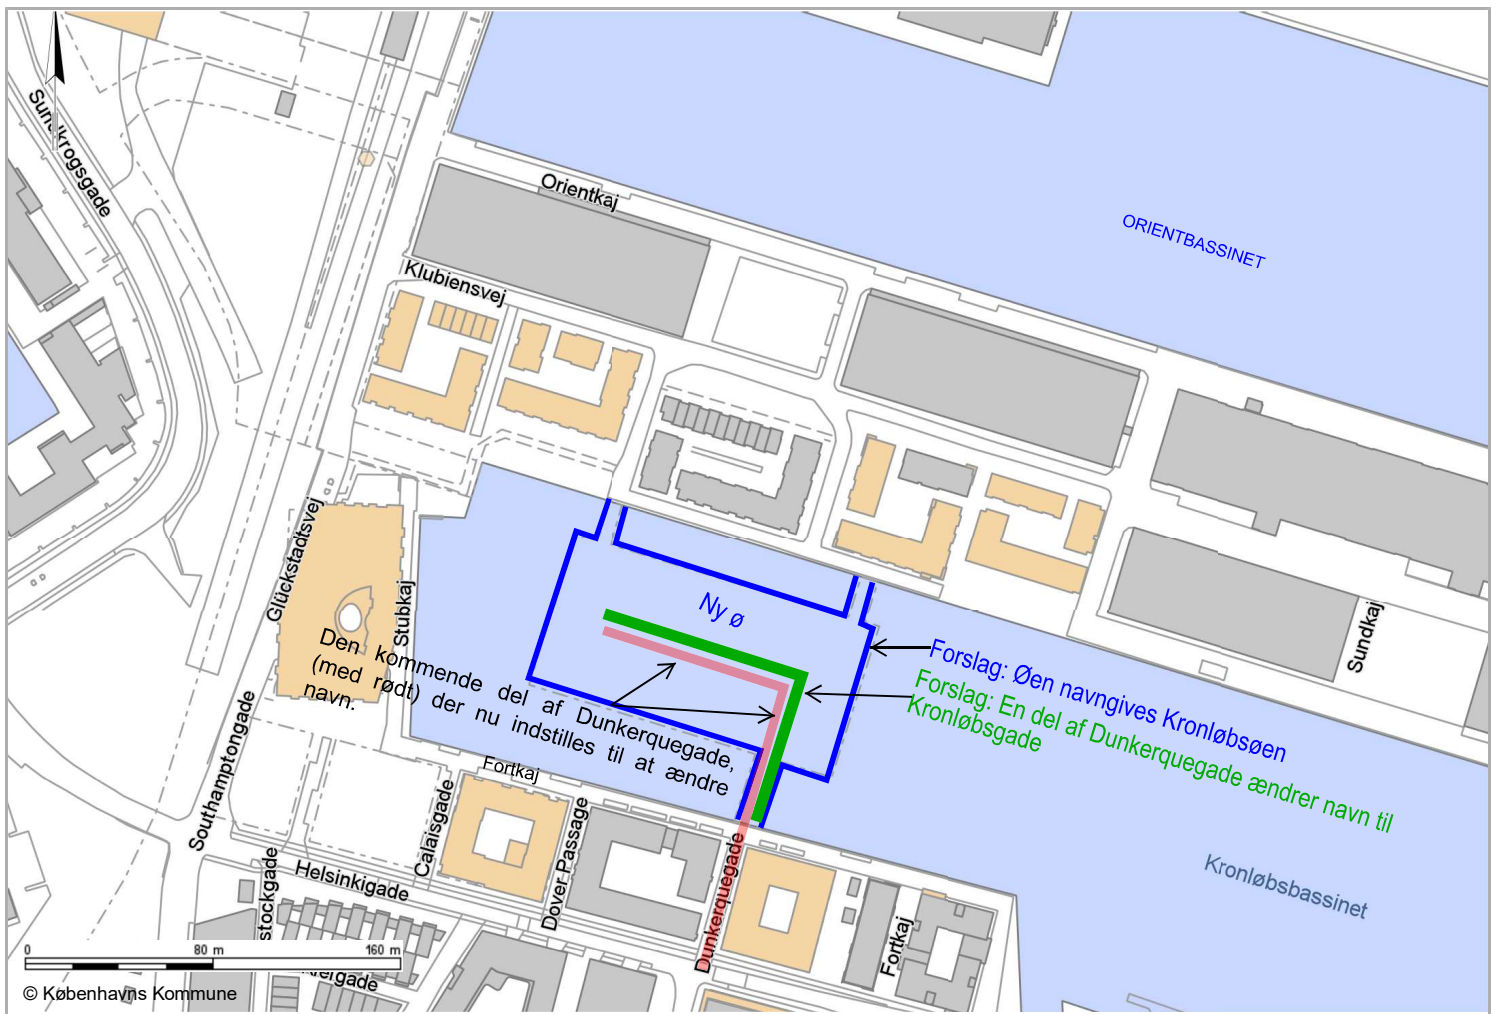 Sundkrogsgade
Orientkaj
ORIENTBASSINET
Klubiensvej
Glückstadtsvej
Stubkaj
Ny ø
Sundkaj
Den kommende del af Dunkerquegade,
(med rødt) der nu indstilles til at ændre
navn.
Forslag: Øen navngives Kronløbsøen
Forslag: En del af Dunkerquegade ændrer navn til
Kronløbsgade
Southamptongade
Fortkaj
Calaisgade
Dover Passage
Dunkerquegade
Kronløbsbassinet
Helsinkigade
stockgade
Fortkaj
0 80 m 160 m
© Københavns Kommune